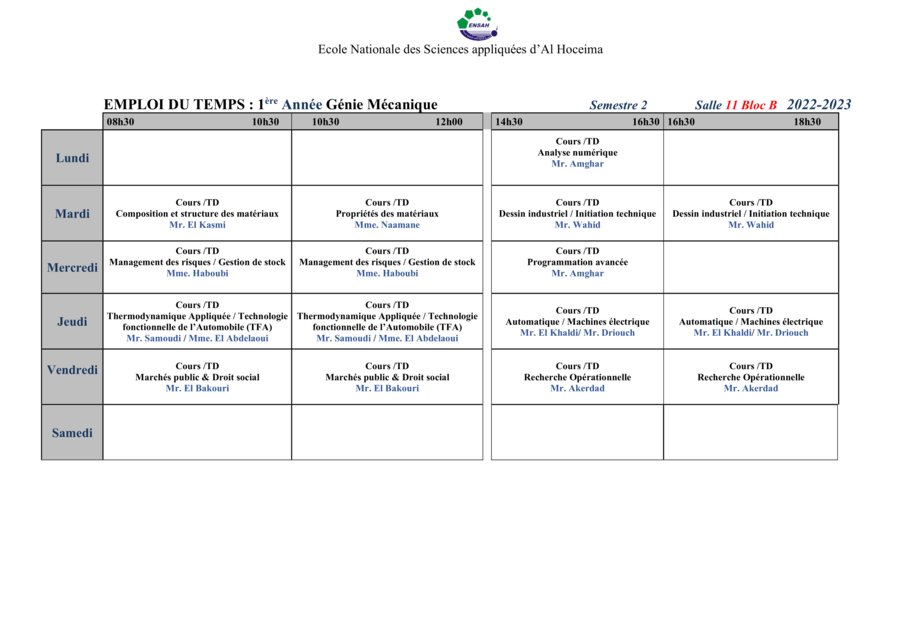 ENSAH
Ecole Nationale des Sciences appliquées d'Al Hoceima
EMPLOI DU TEMPS : 1ère Année Génie Mécanique Semestre 2 Salle 11 Bloc B 2022-2023
08h30 10h30 10h30 12h00 14h30 16h30 16h30 18h30
Lundi
Cours /TD
Analyse numérique
Mr. Amghar
Mardi
Cours /TD
Composition et structure des matériaux
Mr. El Kasmi
Cours /TD
Propriétés des matériaux
Mme. Naamane
Cours /TD
Dessin industriel / Initiation technique
Mr. Wahid
Cours /TD
Dessin industriel / Initiation technique
Mr. Wahid
Mercredi
Cours /TD
Management des risques / Gestion de stock
Mme. Haboubi
Cours /TD
Management des risques / Gestion de stock
Mme. Haboubi
Cours /TD
Programmation avancée
Mr. Amghar
Jeudi
Cours /TD
Thermodynamique Appliquée / Technologie
fonctionnelle de l'Automobile (TFA)
Mr. Samoudi / Mme. El Abdelaoui
Cours /TD
Thermodynamique Appliquée / Technologie
fonctionnelle de l'Automobile (TFA)
Mr. Samoudi / Mme. El Abdelaoui
Cours /TD
Automatique / Machines électrique
Mr. El Khaldi/ Mr. Driouch
Cours /TD
Automatique / Machines électrique
Mr. El Khaldi/ Mr. Driouch
Vendredi
Cours /TD
Marchés public & Droit social
Mr. El Bakouri
Cours /TD
Marchés public & Droit social
Mr. El Bakouri
Cours /TD
Recherche Opérationnelle
Mr. Akerdad
Cours /TD
Recherche Opérationnelle
Mr. Akerdad
Samedi